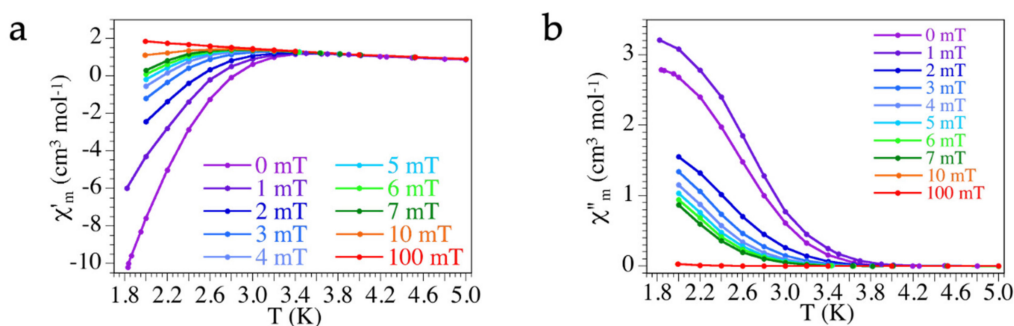 a
χ'm (cm³ mol⁻¹)
2
0
-2
-4
-6
-8
-10
0 mT
1 mT
2 mT
3 mT
4 mT
5 mT
6 mT
7 mT
10 mT
100 mT
1.8 2.2 2.6 3.0 3.4 3.8 4.2 4.6 5.0
T (K)
b
χ"m (cm³ mol⁻¹)
3
2
1
0
0 mT
1 mT
2 mT
3 mT
4 mT
5 mT
6 mT
7 mT
10 mT
100 mT
1.8 2.2 2.6 3.0 3.4 3.8 4.2 4.6 5.0
T (K)